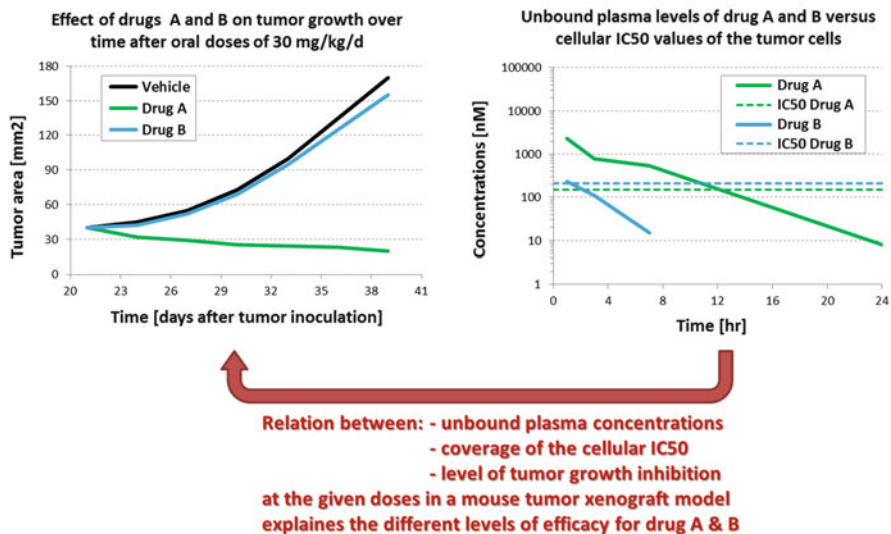 Effect of drugs A and B on tumor growth over
time after oral doses of 30 mg/kg/d
180
150
120
90
60
30
0
Tumor area [mm2]
Vehicle
Drug A
Drug B
20 23 26 29 32 35 38 41
Time [days after tumor inoculation]
Unbound plasma levels of drug A and B versus
cellular IC50 values of the tumor cells
100000
10000
1000
100
10
1
Concentrations [nM]
Drug A
IC50 Drug A
Drug B
IC50 Drug B
0 4 8 12 16 20 24
Time [hr]
Relation between: - unbound plasma concentrations
- coverage of the cellular IC50
- level of tumor growth inhibition
at the given doses in a mouse tumor xenograft model
explaines the different levels of efficacy for drug A & B